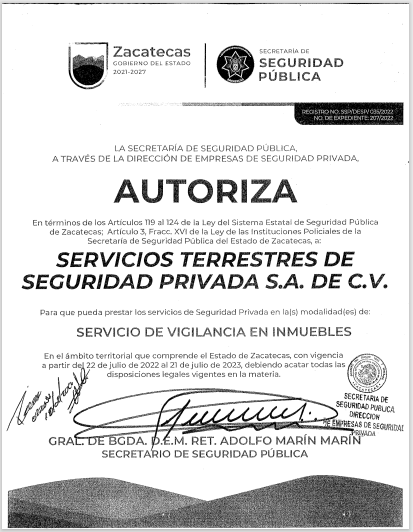 Zacatecas
GOBIERNO DEL ESTADO
2021-2027
SECRETARÍA DE
SEGURIDAD
PÚBLICA
REGISTRO NO. SSP/DESP/035/2022
NO. DE EXPEDIENTE: 207/2022
LA SECRETARÍA DE SEGURIDAD PÚBLICA,
A TRAVÉS DE LA DIRECCIÓN DE EMPRESAS DE SEGURIDAD PRIVADA,
AUTORIZA
En términos de los Artículos 119 al 124 de la Ley del Sistema Estatal de Seguridad Pública
de Zacatecas; Artículo 3, Fracc. XVI de la Ley de las Instituciones Policiales de la
Secretaría de Seguridad Pública del Estado de Zacatecas, a:
SERVICIOS TERRESTRES DE
SEGURIDAD PRIVADA S.A. DE C.V.
Para que pueda prestar los servicios de Seguridad Privada en la(s) modalidad(es) de:
SERVICIO DE VIGILANCIA EN INMUEBLES
En el ámbito territorial que comprende el Estado de Zacatecas, con vigencia
a partir del 22 de julio de 2022 al 21 de julio de 2023, debiendo acatar todas las
disposiciones legales vigentes en la materia.
SECRETARIA DE
SEGURIDAD PUBLICA
DIRECCION
DE EMPRESAS DE SEGURIDAD
PRIVADA
GRAL. DE BGDA. D.E.M. RET. ADOLFO MARÍN MARÍN
SECRETARIO DE SEGURIDAD PÚBLICA